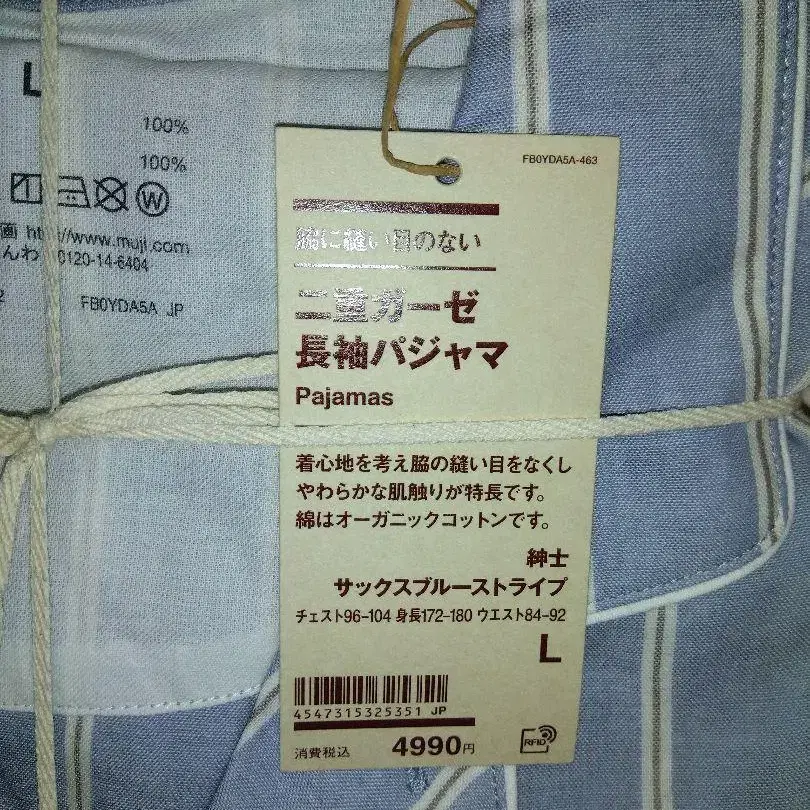 L
100%
100%
W
画 http://www.muji.com
んわ 0120-14-6404
2
FB0YDA5A JP
FB0YDA5A-463
脇に縫い目のない
二重ガーゼ
長袖パジャマ
Pajamas
着心地を考え脇の縫い目をなくし
やわらかな肌触りが特長です。
綿はオーガニックコットンです。
紳士
サックスブルーストライプ
チェスト96-104 身長172-180 ウエスト84-92
L
4547315325351 JP
消費税込 4990円
RFID